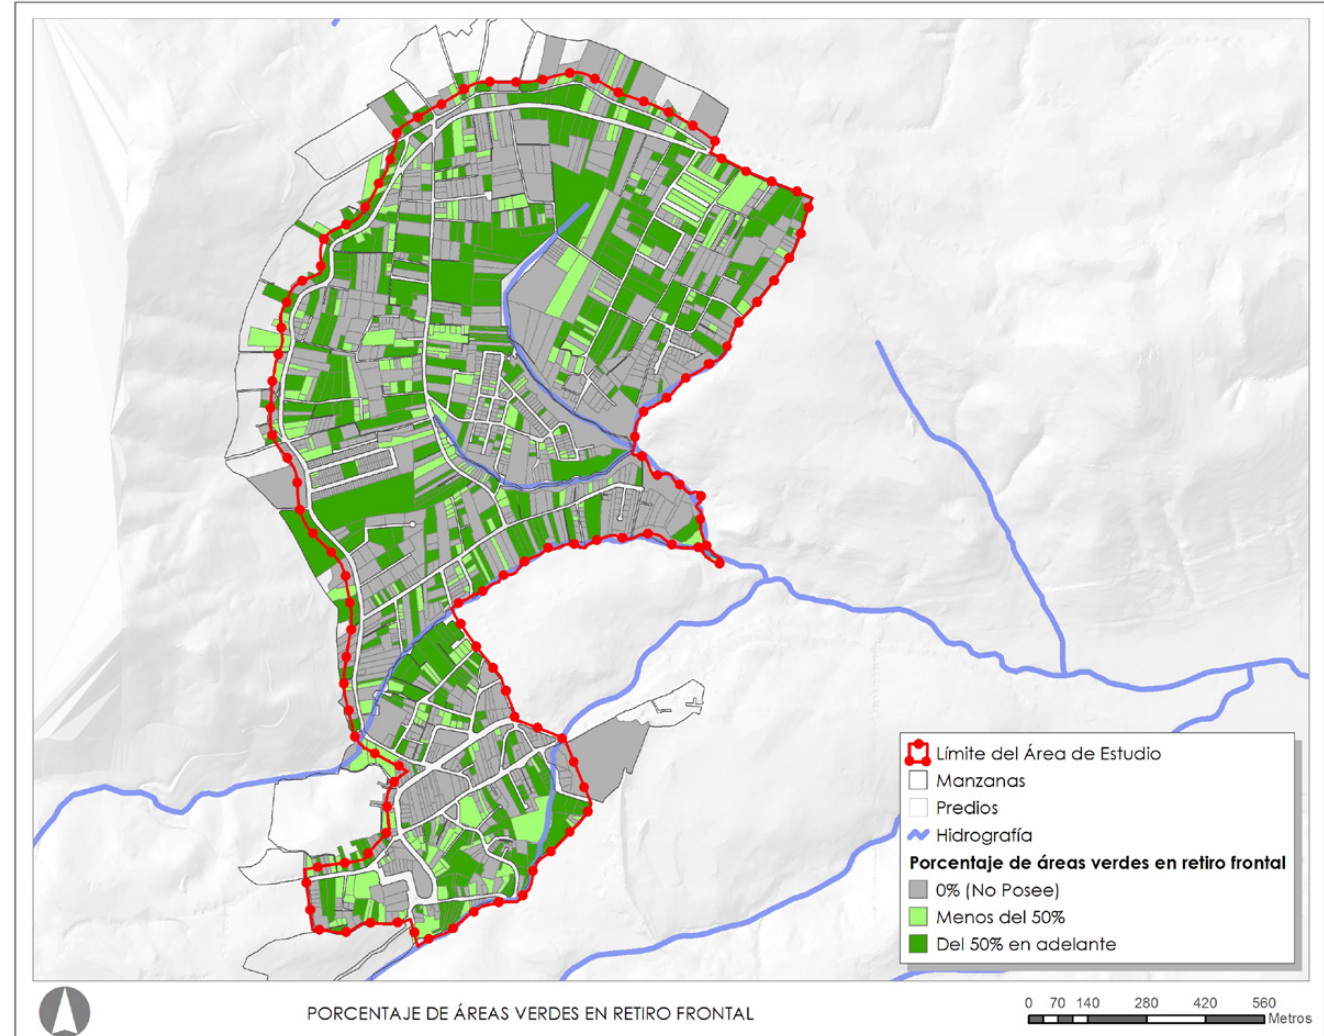 Límite del Área de Estudio
Manzanas
Predios
Hidrografía
Porcentaje de áreas verdes en retiro frontal
0% (No Posee)
Menos del 50%
Del 50% en adelante
PORCENTAJE DE ÁREAS VERDES EN RETIRO FRONTAL
0 70 140 280 420 560
Metros